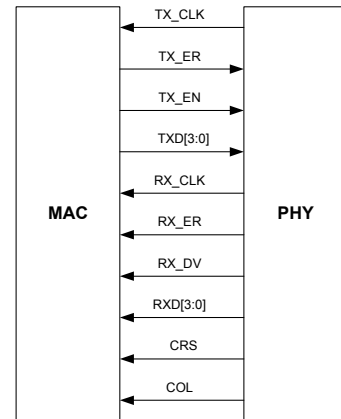 TX_CLK
TX_ER
TX_EN
TXD[3:0]
RX_CLK
MAC
PHY
RX_ER
RX_DV
RXD[3:0]
CRS
COL